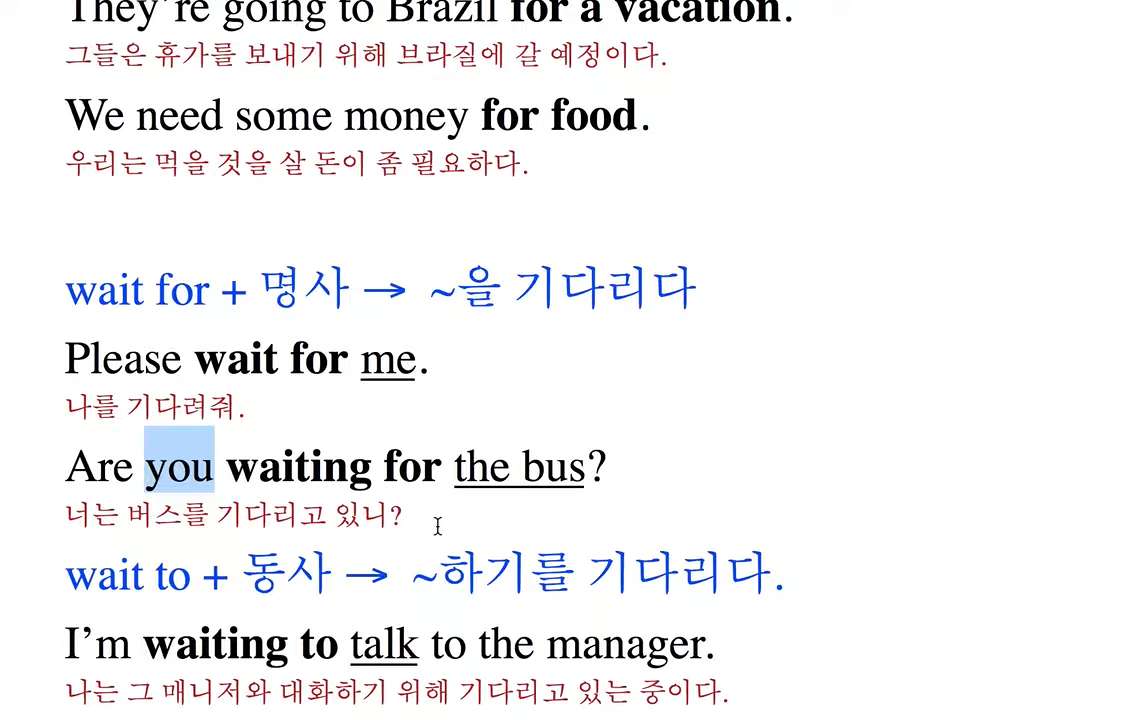 They're going to Brazil for a vacation.
그들은 휴가를 보내기 위해 브라질에 갈 예정이다.
We need some money for food.
우리는 먹을 것을 살 돈이 좀 필요하다.
wait for + 명사 → ~을 기다리다
Please wait for me.
나를 기다려줘.
Are you waiting for the bus?
너는 버스를 기다리고 있니?
wait to + 동사 → ~하기를 기다리다.
I’m waiting to talk to the manager.
나는 그 매니저와 대화하기 위해 기다리고 있는 중이다.